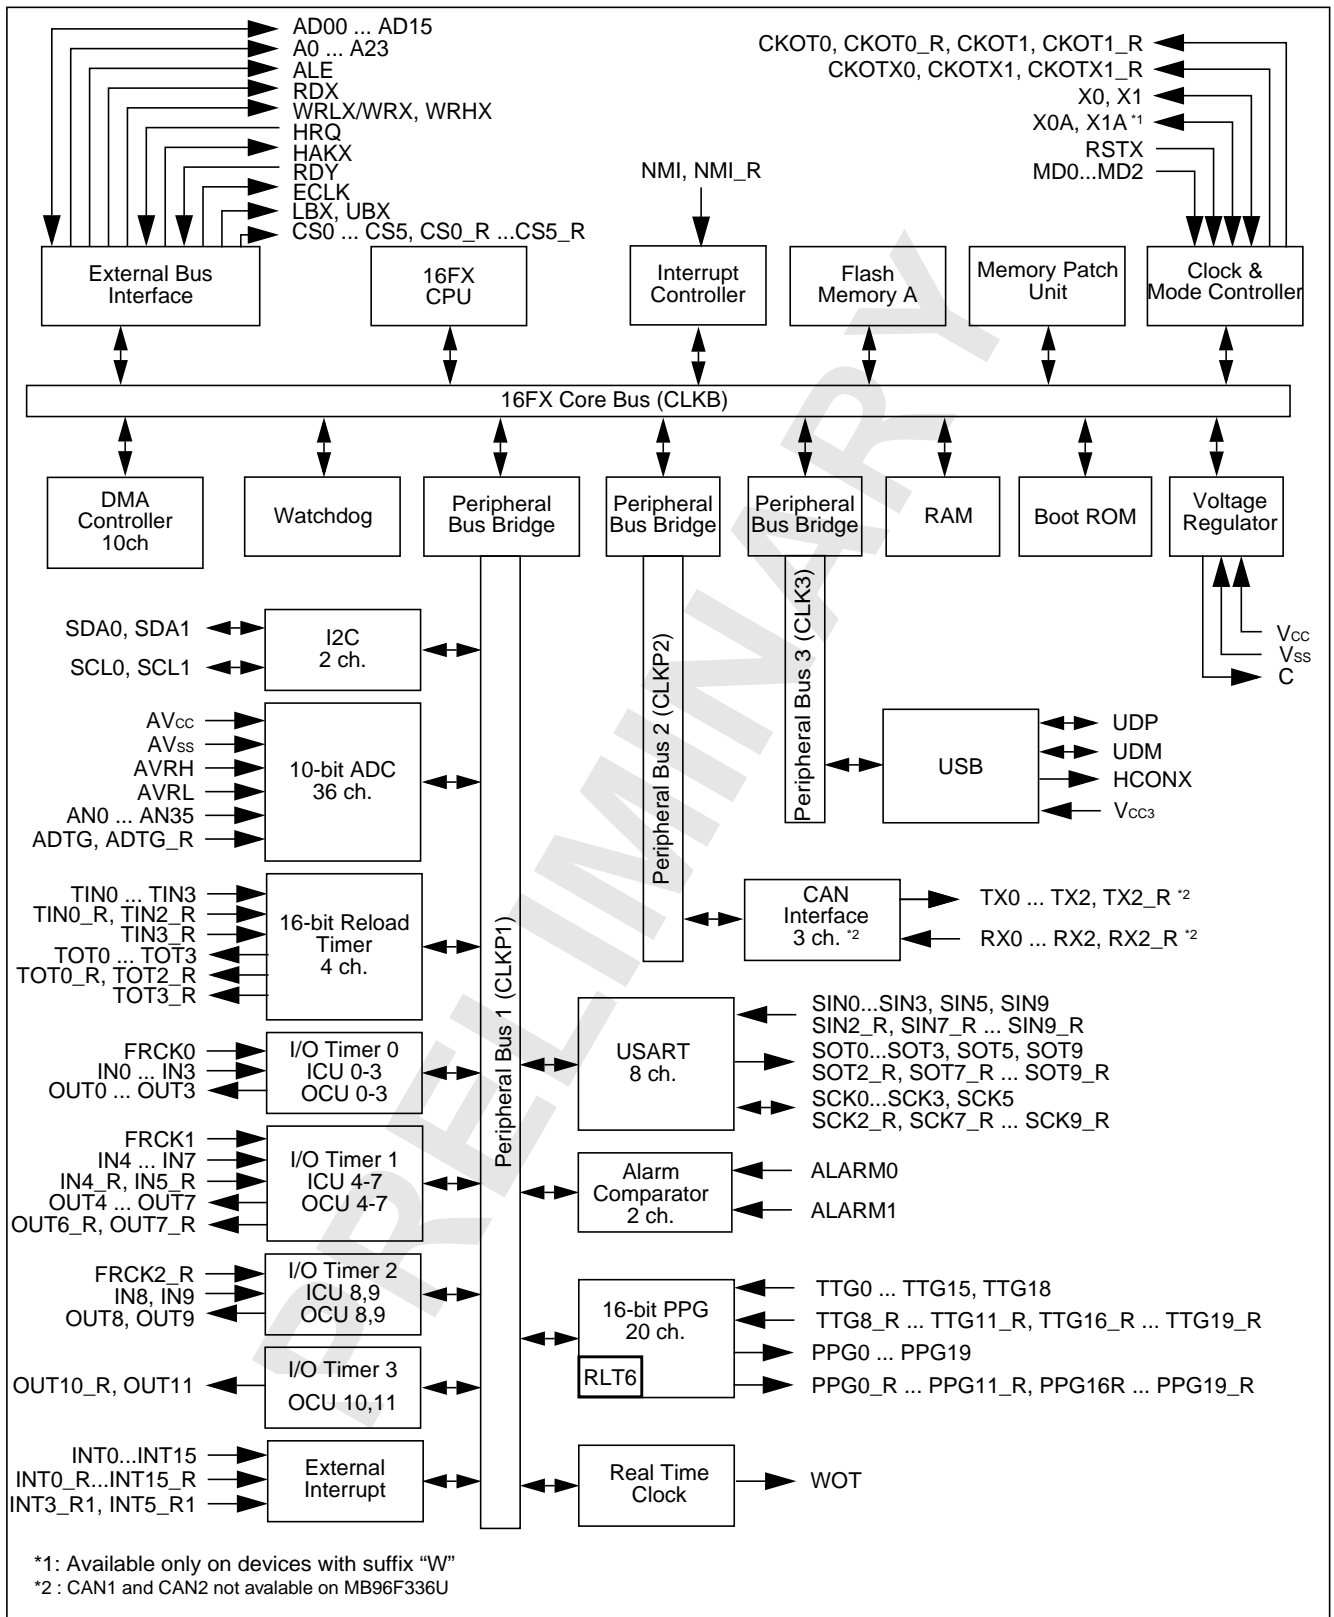 AD00 ... AD15
A0 ... A23
ALE
RDX
WRLX/WRX, WRHX
HRQ
HAKX
RDY
ECLK
LBX, UBX
CS0 ... CS5, CS0_R ...CS5_R
CKOT0, CKOT0_R, CKOT1, CKOT1_R
CKOTX0, CKOTX1, CKOTX1_R
X0, X1
X0A, X1A *1
RSTX
MD0...MD2
NMI, NMI_R
External Bus
Interface
16FX
CPU
Interrupt
Controller
Flash
Memory A
Memory Patch
Unit
Clock &
Mode Controller
16FX Core Bus (CLKB)
DMA
Controller
10ch
Watchdog
Peripheral
Bus Bridge
Peripheral
Bus Bridge
Peripheral
Bus Bridge
RAM
Boot ROM
Voltage
Regulator
VCC
VSS
C
Peripheral Bus 1 (CLKP1)
Peripheral Bus 2 (CLKP2)
Peripheral Bus 3 (CLK3)
SDA0, SDA1
SCL0, SCL1
I2C
2 ch.
AVCC
AVSS
AVRH
AVRL
AN0 ... AN35
ADTG, ADTG_R
10-bit ADC
36 ch.
TIN0 ... TIN3
TIN0_R, TIN2_R
TIN3_R
TOT0 ... TOT3
TOT0_R, TOT2_R
TOT3_R
16-bit Reload
Timer
4 ch.
FRCK0
IN0 ... IN3
OUT0 ... OUT3
I/O Timer 0
ICU 0-3
OCU 0-3
FRCK1
IN4 ... IN7
IN4_R, IN5_R
OUT4 ... OUT7
OUT6_R, OUT7_R
I/O Timer 1
ICU 4-7
OCU 4-7
FRCK2_R
IN8, IN9
OUT8, OUT9
I/O Timer 2
ICU 8,9
OCU 8,9
OUT10_R, OUT11
I/O Timer 3
OCU 10,11
INT0...INT15
INT0_R...INT15_R
INT3_R1, INT5_R1
External
Interrupt
USB
UDP
UDM
HCONX
VCC3
CAN
Interface
3 ch. *2
TX0 ... TX2, TX2_R *2
RX0 ... RX2, RX2_R *2
USART
8 ch.
SIN0...SIN3, SIN5, SIN9
SIN2_R, SIN7_R ... SIN9_R
SOT0...SOT3, SOT5, SOT9
SOT2_R, SOT7_R ... SOT9_R
SCK0...SCK3, SCK5
SCK2_R, SCK7_R ... SCK9_R
Alarm
Comparator
2 ch.
ALARM0
ALARM1
16-bit PPG
20 ch.
RLT6
TTG0 ... TTG15, TTG18
TTG8_R ... TTG11_R, TTG16_R ... TTG19_R
PPG0 ... PPG19
PPG0_R ... PPG11_R, PPG16R ... PPG19_R
Real Time
Clock
WOT
PRELIMINARY
*1: Available only on devices with suffix “W”
*2 : CAN1 and CAN2 not avalable on MB96F336U